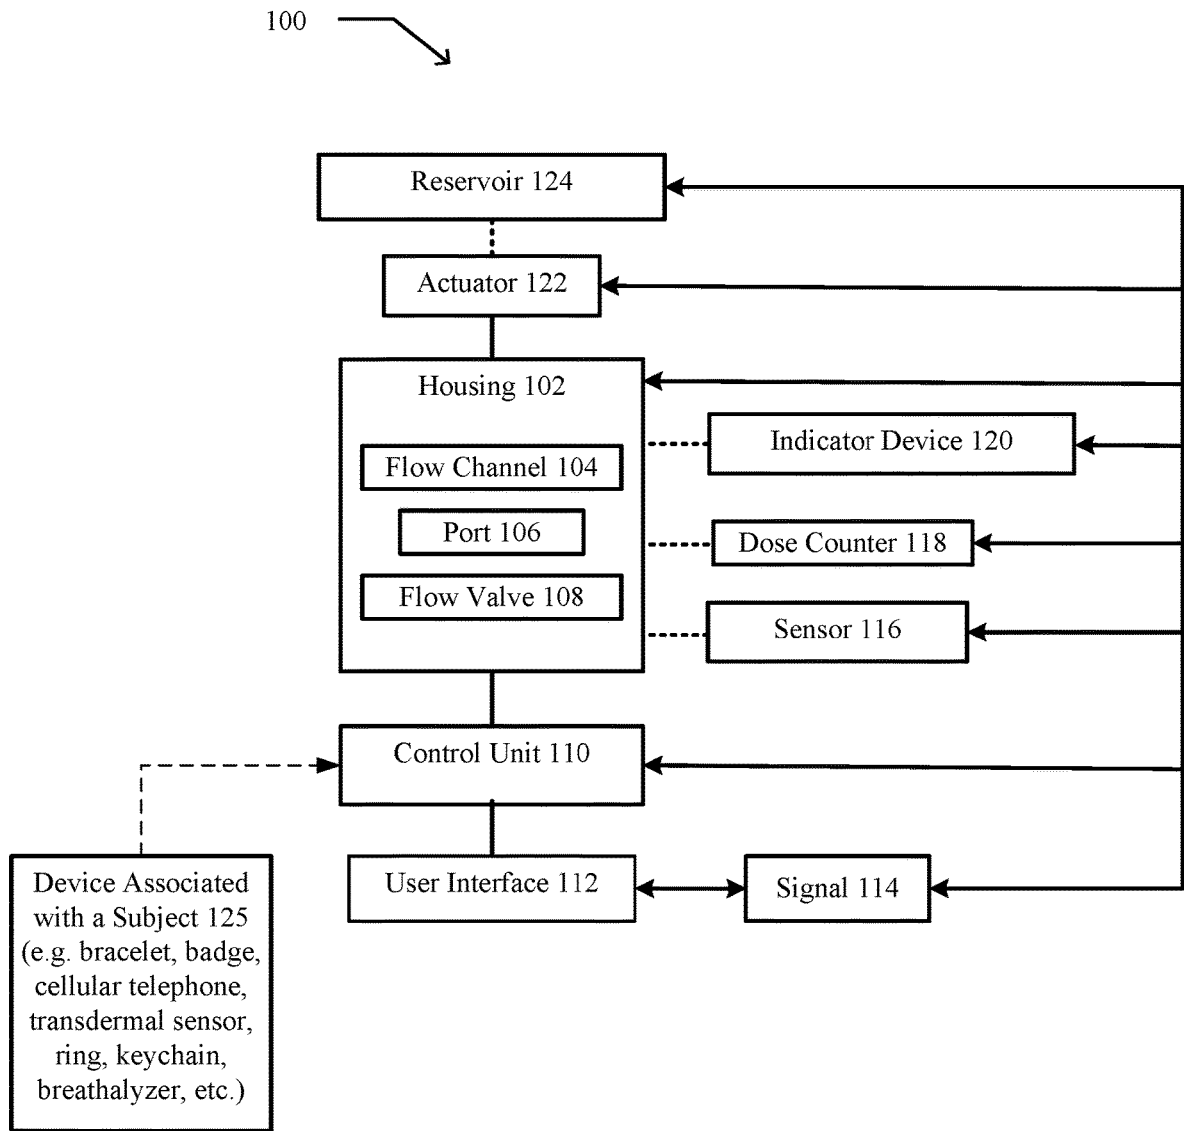 100
Reservoir 124
Actuator 122
Housing 102
Indicator Device 120
Flow Channel 104
Port 106
Dose Counter 118
Flow Valve 108
Sensor 116
Control Unit 110
User Interface 112
Signal 114
Device Associated
with a Subject 125
(e.g. bracelet, badge,
cellular telephone,
transdermal sensor,
ring, keychain,
breathalyzer, etc.)